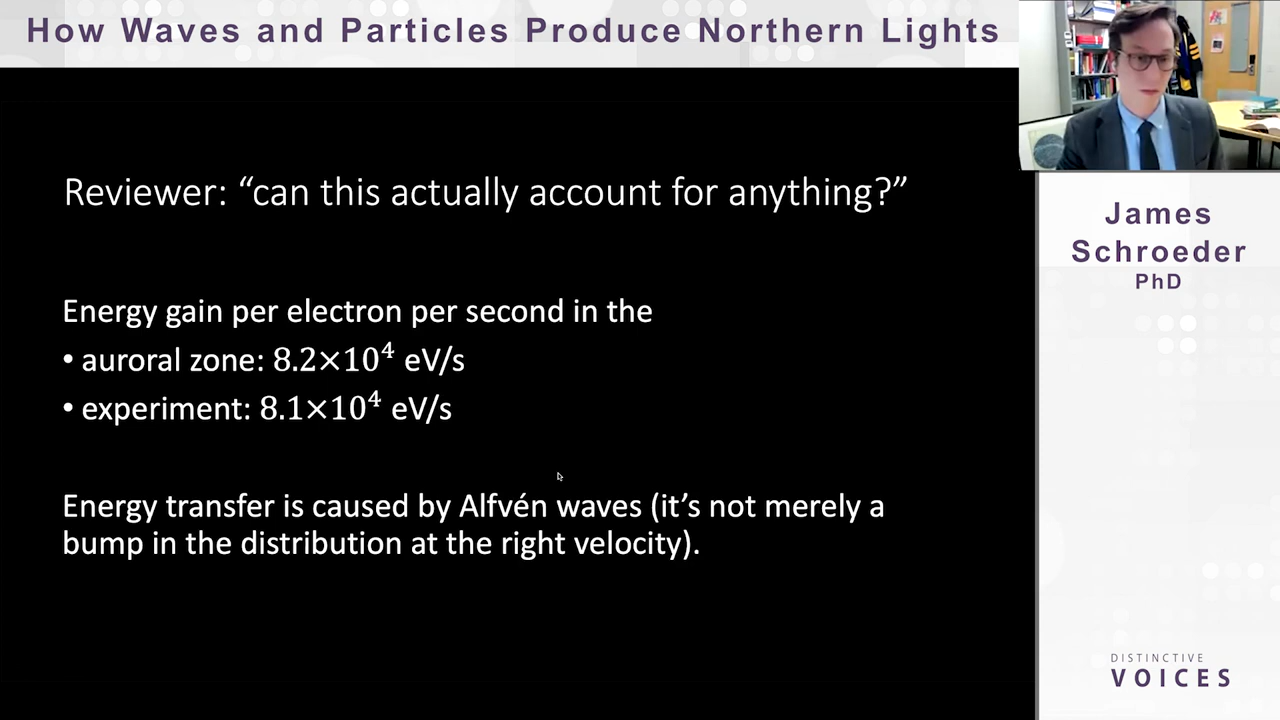 How Waves and Particles Produce Northern Lights
Reviewer: “can this actually account for anything?”
Energy gain per electron per second in the
• auroral zone: 8.2×10⁴ eV/s
• experiment: 8.1×10⁴ eV/s
Energy transfer is caused by Alfvén waves (it’s not merely a
bump in the distribution at the right velocity).
James
Schroeder
PhD
DISTINCTIVE
VOICES